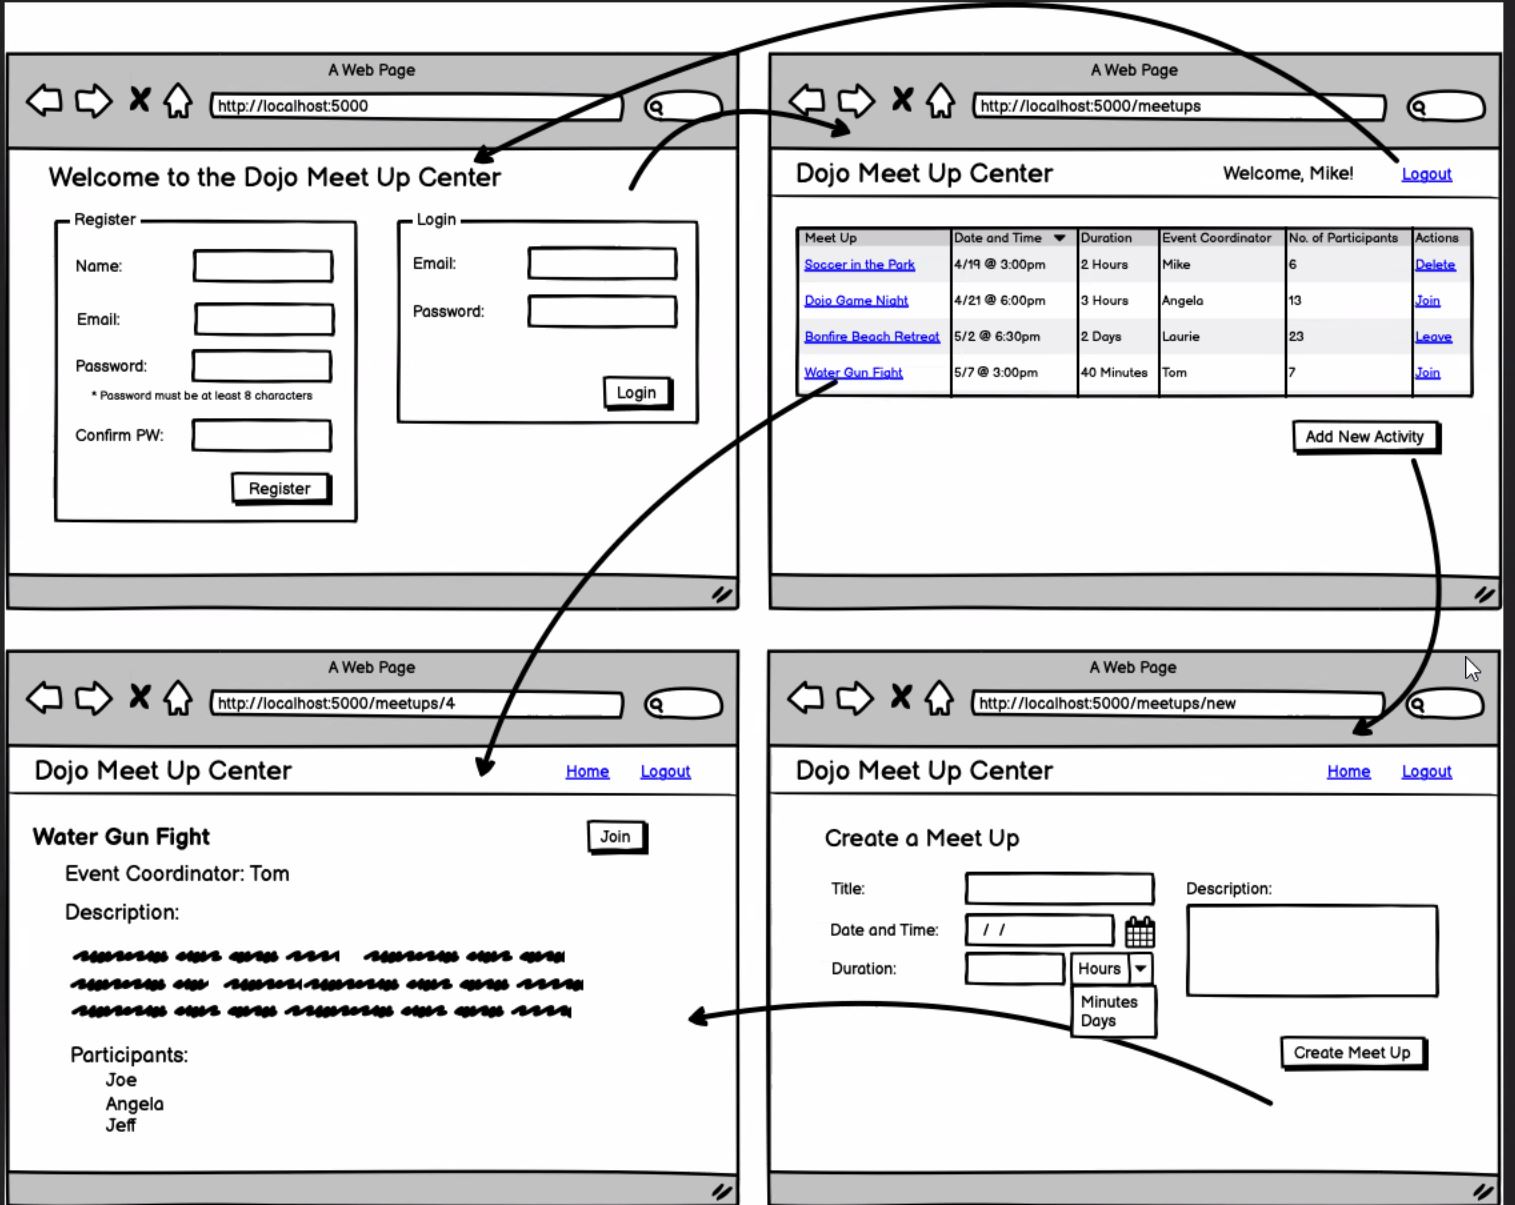 A Web Page
http://localhost:5000
Welcome to the Dojo Meet Up Center
Register
Name:
Email:
Password:
* Password must be at least 8 characters
Confirm PW:
Register
Login
Email:
Password:
Login
A Web Page
http://localhost:5000/meetups
Dojo Meet Up Center Welcome, Mike! Logout
Meet Up Date and Time Duration Event Coordinator No. of Participants Actions
Soccer in the Park 4/19 @ 3:00pm 2 Hours Mike 6 Delete
Dojo Game Night 4/21 @ 6:00pm 3 Hours Angela 13 Join
Bonfire Beach Retreat 5/2 @ 6:30pm 2 Days Laurie 23 Leave
Water Gun Fight 5/7 @ 3:00pm 40 Minutes Tom 7 Join
Add New Activity
A Web Page
http://localhost:5000/meetups/4
Dojo Meet Up Center Home Logout
Water Gun Fight Join
Event Coordinator: Tom
Description:
Participants:
Joe
Angela
Jeff
A Web Page
http://localhost:5000/meetups/new
Dojo Meet Up Center Home Logout
Create a Meet Up
Title:
Date and Time: / /
Duration: Hours
Minutes
Days
Description:
Create Meet Up